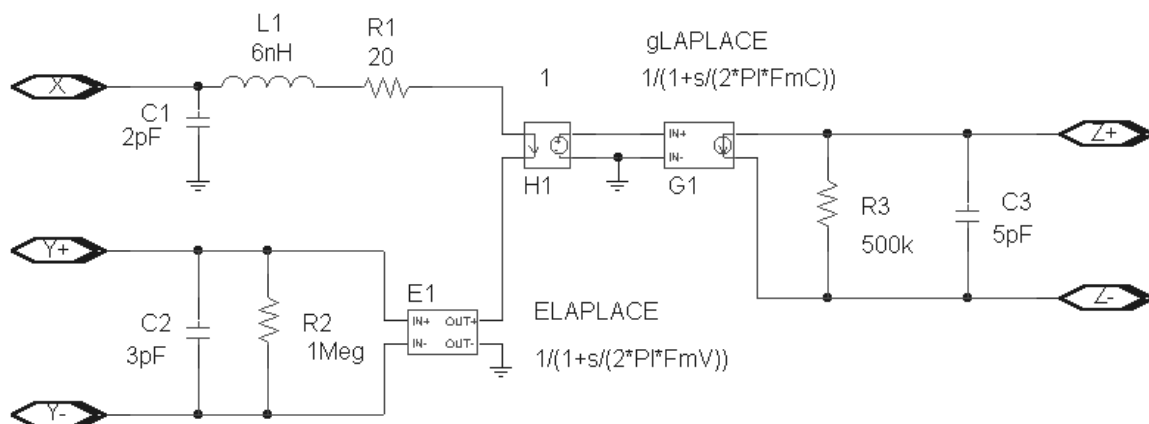 L1
6nH
R1
20
gLAPLACE
1/(1+s/(2*PI*FmC))
1
X
C1
2pF
IN+
IN-
H1
G1
Z+
R3
500k
C3
5pF
Y+
E1
Z-
C2
3pF
R2
1Meg
IN+ OUT+
IN- OUT-
ELAPLACE
1/(1+s/(2*PI*FmV))
Y-